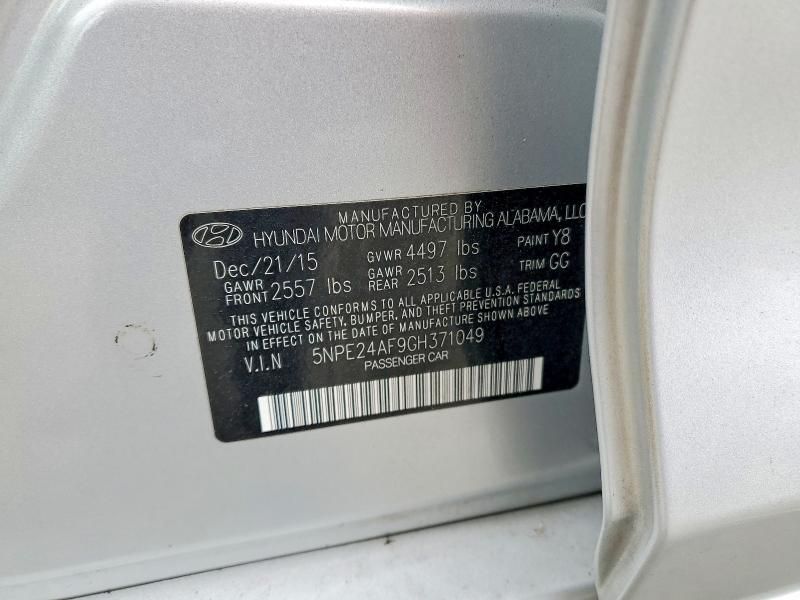 MANUFACTURED BY
HYUNDAI MOTOR MANUFACTURING ALABAMA, LLC
Dec/21/15 GVWR 4497 lbs PAINT Y8
GAWR FRONT 2557 lbs GAWR REAR 2513 lbs TRIM GG
THIS VEHICLE CONFORMS TO ALL APPLICABLE U.S.A. FEDERAL
MOTOR VEHICLE SAFETY, BUMPER, AND THEFT PREVENTION STANDARDS
IN EFFECT ON THE DATE OF MANUFACTURE SHOWN ABOVE.
V.I.N 5NPE24AF9GH371049
PASSENGER CAR